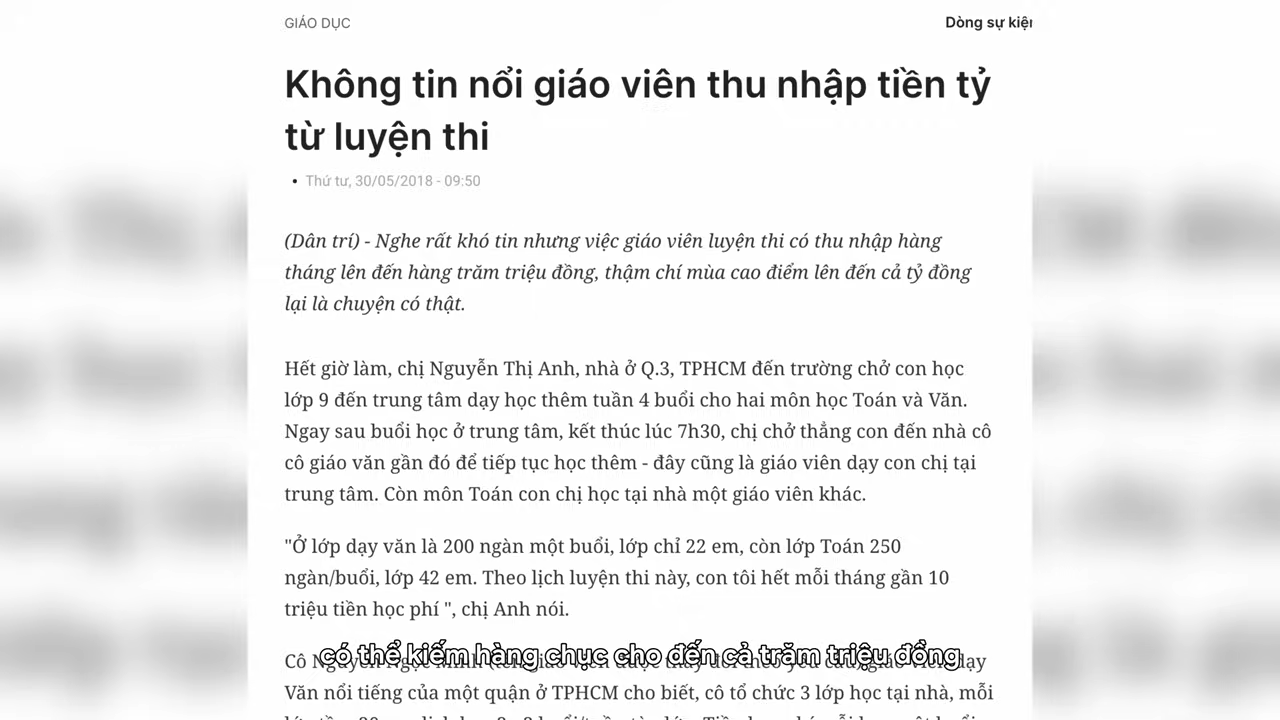 GIÁO DỤC
Dòng sự kiện
Không tin nổi giáo viên thu nhập tiền tỷ
từ luyện thi
• Thứ tư, 30/05/2018 - 09:50
(Dân trí) - Nghe rất khó tin nhưng việc giáo viên luyện thi có thu nhập hàng
tháng lên đến hàng trăm triệu đồng, thậm chí mùa cao điểm lên đến cả tỷ đồng
lại là chuyện có thật.
Hết giờ làm, chị Nguyễn Thị Anh, nhà ở Q.3, TPHCM đến trường chở con học
lớp 9 đến trung tâm dạy học thêm tuần 4 buổi cho hai môn học Toán và Văn.
Ngay sau buổi học ở trung tâm, kết thúc lúc 7h30, chị chở thẳng con đến nhà cô
cô giáo văn gần đó để tiếp tục học thêm - đây cũng là giáo viên dạy con chị tại
trung tâm. Còn môn Toán con chị học tại nhà một giáo viên khác.
"Ở lớp dạy văn là 200 ngàn một buổi, lớp chỉ 22 em, còn lớp Toán 250
ngàn/buổi, lớp 42 em. Theo lịch luyện thi này, con tôi hết mỗi tháng gần 10
triệu tiền học phí ", chị Anh nói.
có thể kiếm hàng chục cho đến cả trăm triệu đồng
Cô dạy
Văn nổi tiếng của một quận ở TPHCM cho biết, cô tổ chức 3 lớp học tại nhà, mỗi